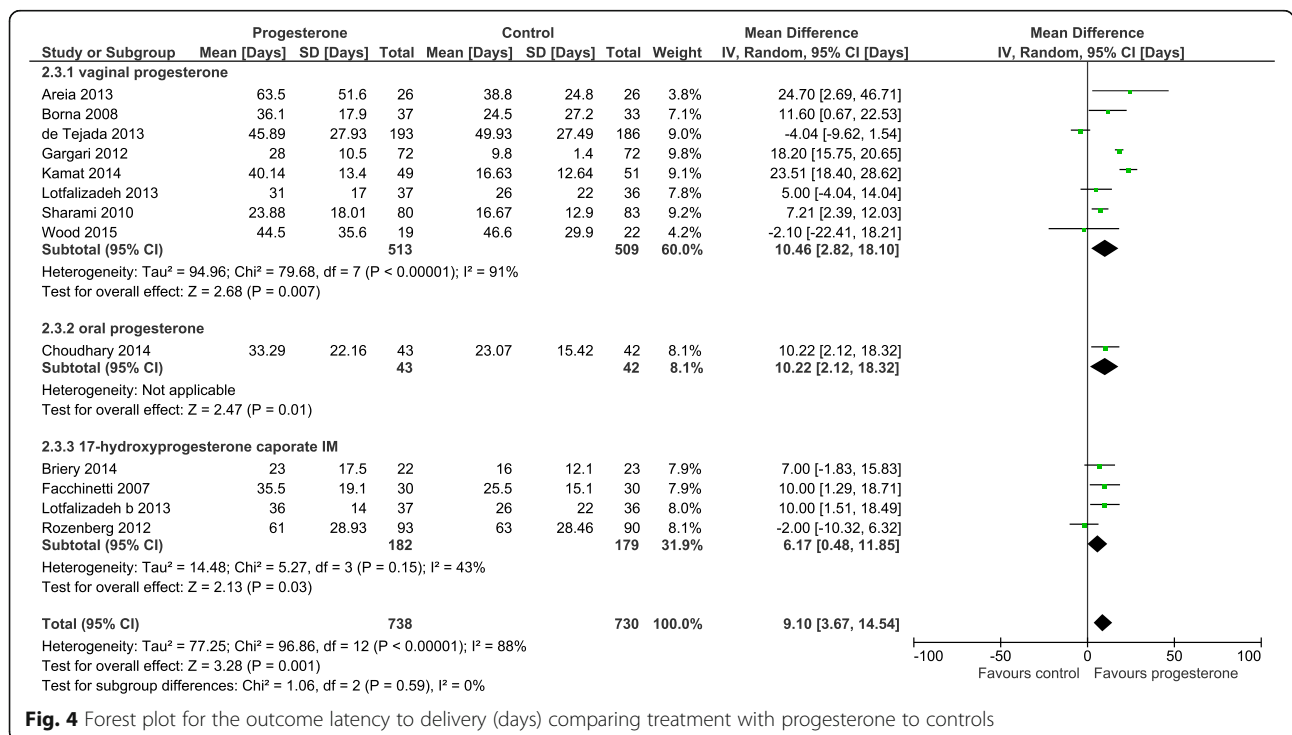 Progesterone Control Mean Difference Mean Difference
Study or Subgroup Mean [Days] SD [Days] Total Mean [Days] SD [Days] Total Weight IV, Random, 95% CI [Days] IV, Random, 95% CI [Days]
2.3.1 vaginal progesterone
Areia 2013 63.5 51.6 26 38.8 24.8 26 3.8% 24.70 [2.69, 46.71]
Borna 2008 36.1 17.9 37 24.5 27.2 33 7.1% 11.60 [0.67, 22.53]
de Tejada 2013 45.89 27.93 193 49.93 27.49 186 9.0% -4.04 [-9.62, 1.54]
Gargari 2012 28 10.5 72 9.8 1.4 72 9.8% 18.20 [15.75, 20.65]
Kamat 2014 40.14 13.4 49 16.63 12.64 51 9.1% 23.51 [18.40, 28.62]
Lotfalizadeh 2013 31 17 37 26 22 36 7.8% 5.00 [-4.04, 14.04]
Sharami 2010 23.88 18.01 80 16.67 12.9 83 9.2% 7.21 [2.39, 12.03]
Wood 2015 44.5 35.6 19 46.6 29.9 22 4.2% -2.10 [-22.41, 18.21]
Subtotal (95% CI) 513 509 60.0% 10.46 [2.82, 18.10]
Heterogeneity: Tau² = 94.96; Chi² = 79.68, df = 7 (P < 0.00001); I² = 91%
Test for overall effect: Z = 2.68 (P = 0.007)
2.3.2 oral progesterone
Choudhary 2014 33.29 22.16 43 23.07 15.42 42 8.1% 10.22 [2.12, 18.32]
Subtotal (95% CI) 43 42 8.1% 10.22 [2.12, 18.32]
Heterogeneity: Not applicable
Test for overall effect: Z = 2.47 (P = 0.01)
2.3.3 17-hydroxyprogesterone caporate IM
Briery 2014 23 17.5 22 16 12.1 23 7.9% 7.00 [-1.83, 15.83]
Facchinetti 2007 35.5 19.1 30 25.5 15.1 30 7.9% 10.00 [1.29, 18.71]
Lotfalizadeh b 2013 36 14 37 26 22 36 8.0% 10.00 [1.51, 18.49]
Rozenberg 2012 61 28.93 93 63 28.46 90 8.1% -2.00 [-10.32, 6.32]
Subtotal (95% CI) 182 179 31.9% 6.17 [0.48, 11.85]
Heterogeneity: Tau² = 14.48; Chi² = 5.27, df = 3 (P = 0.15); I² = 43%
Test for overall effect: Z = 2.13 (P = 0.03)
Total (95% CI) 738 730 100.0% 9.10 [3.67, 14.54]
Heterogeneity: Tau² = 77.25; Chi² = 96.86, df = 12 (P < 0.00001); I² = 88%
Test for overall effect: Z = 3.28 (P = 0.001)
Test for subgroup differences: Chi² = 1.06, df = 2 (P = 0.59), I² = 0%
-100 -50 0 50 100
Favours control Favours progesterone
Fig. 4 Forest plot for the outcome latency to delivery (days) comparing treatment with progesterone to controls